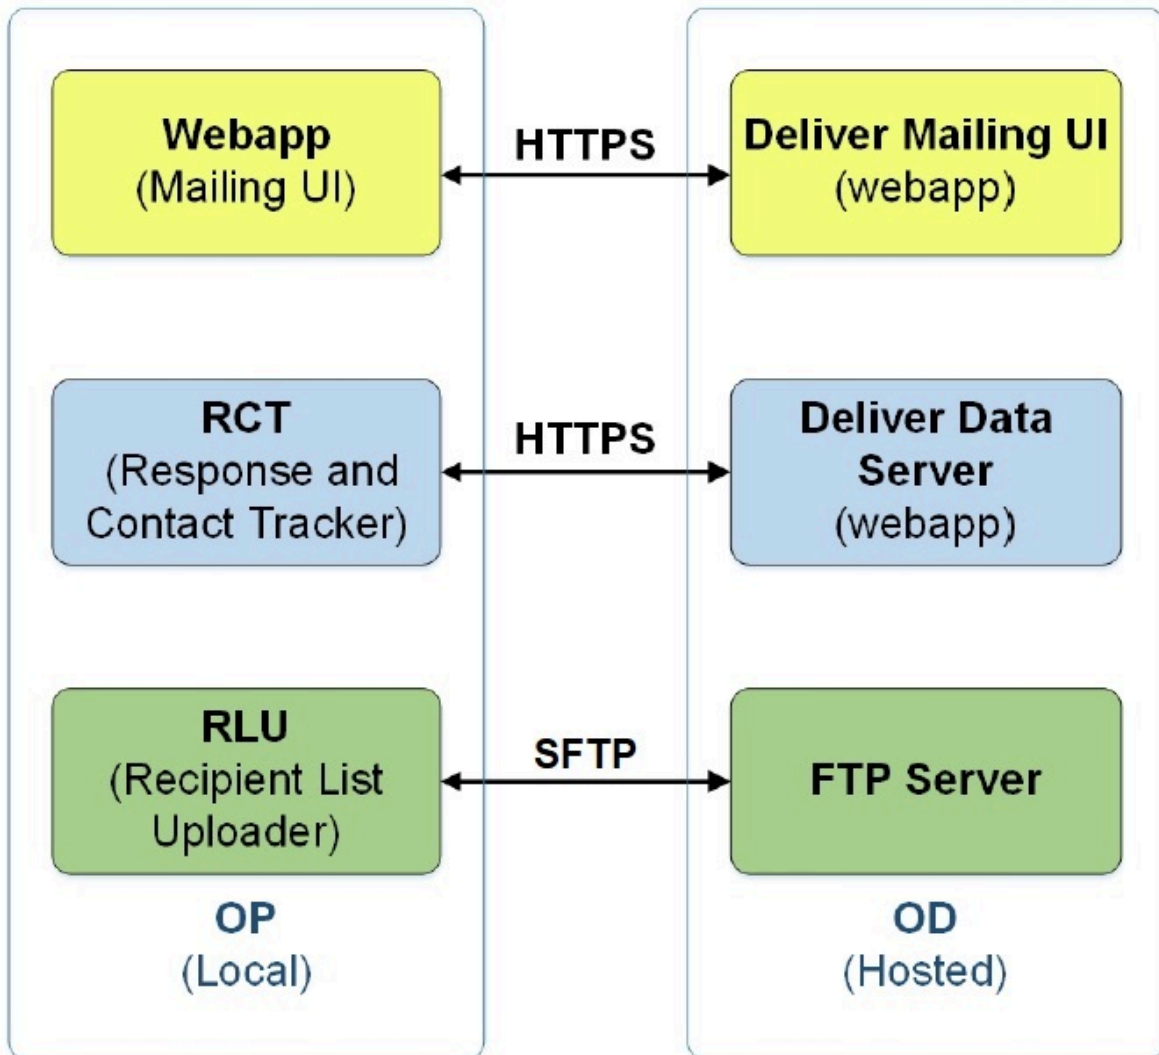 Webapp
(Mailing UI)
HTTPS
Deliver Mailing UI
(webapp)
RCT
(Response and
Contact Tracker)
HTTPS
Deliver Data
Server
(webapp)
RLU
(Recipient List
Uploader)
SFTP
FTP Server
OP
(Local)
OD
(Hosted)